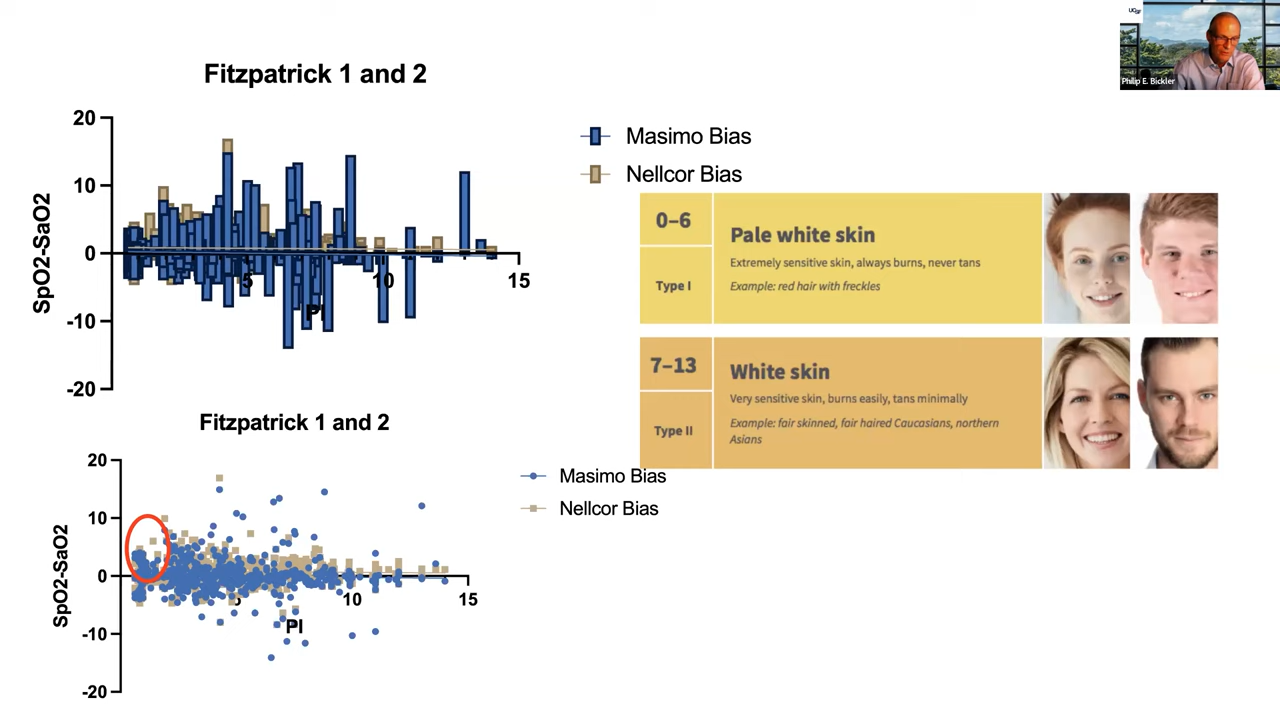 UCSF
Philip E. Bickler
Fitzpatrick 1 and 2
20
10
0
-10
-20
SpO2-SaO2
5
10
15
PI
Masimo Bias
Nellcor Bias
0–6
Type I
Pale white skin
Extremely sensitive skin, always burns, never tans
Example: red hair with freckles
7–13
Type II
White skin
Very sensitive skin, burns easily, tans minimally
Example: fair skinned, fair haired Caucasians, northern
Asians
Fitzpatrick 1 and 2
20
10
0
-10
-20
SpO2-SaO2
5
10
15
PI
Masimo Bias
Nellcor Bias